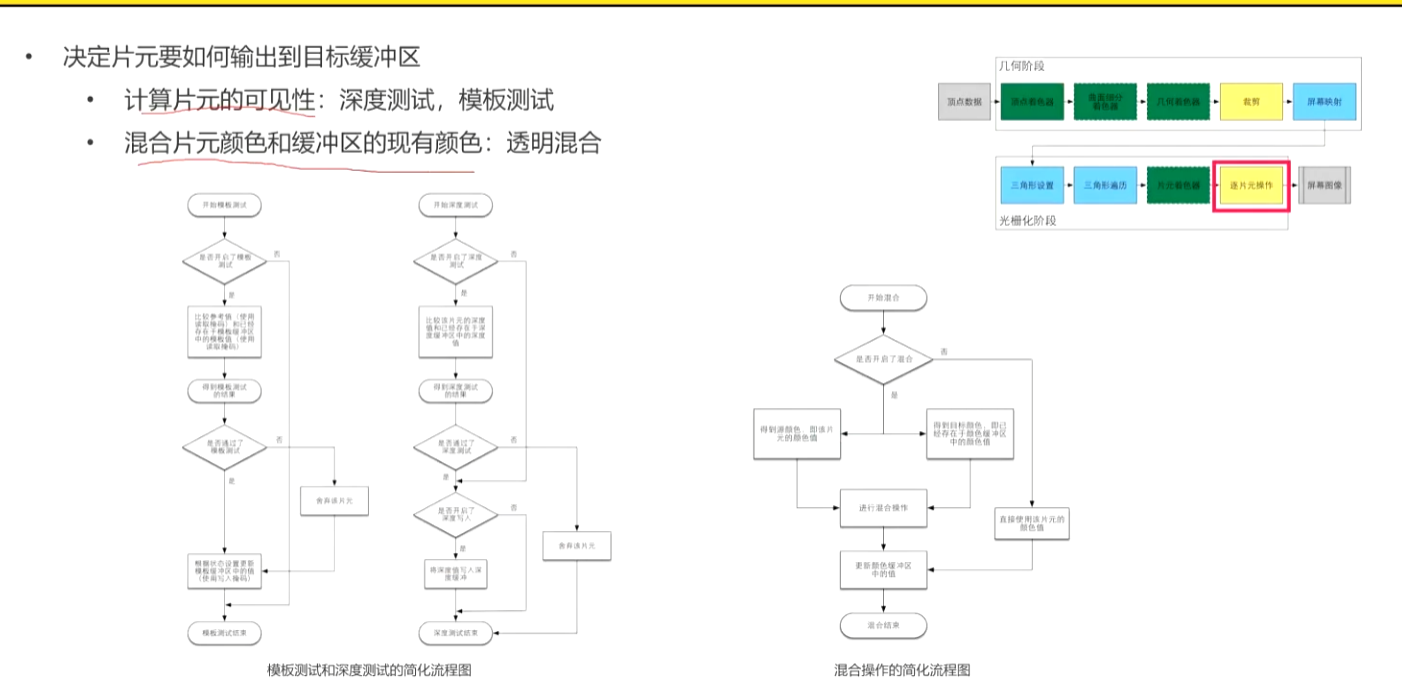 决定片元要如何输出到目标缓冲区
计算片元的可见性：深度测试，模板测试
混合片元颜色和缓冲区的现有颜色：透明混合
几何阶段
顶点数据
顶点着色器
曲面细分
着色器
几何着色器
裁剪
屏幕映射
三角形设置
三角形遍历
片元着色器
逐片元操作
屏幕图像
光栅化阶段
开始模板测试
是否开启了模板
测试
否
是
比较参考值（使用
读取掩码）和已经
存在于模板缓冲区
中的模板值（使用
读取掩码）
得到模板测试
的结果
是否通过了
模板测试
否
是
舍弃该片元
根据状态设置更新
模板缓冲区中的值
（使用写入掩码）
模板测试结束
开始深度测试
是否开启了深度
测试
否
是
比较该片元的深度
值和已经存在于深
度缓冲区中的深度
值
得到深度测试
的结果
是否通过了
深度测试
否
是
是否开启了
深度写入
否
是
舍弃该片元
将深度值写入深
度缓冲
深度测试结束
模板测试和深度测试的简化流程图
开始混合
是否开启了混合
否
是
得到源颜色，即该片
元的颜色值
得到目标颜色，即已
经存在于颜色缓冲区
中的颜色值
进行混合操作
直接使用该片元的
颜色值
更新颜色缓冲区
中的值
混合结束
混合操作的简化流程图